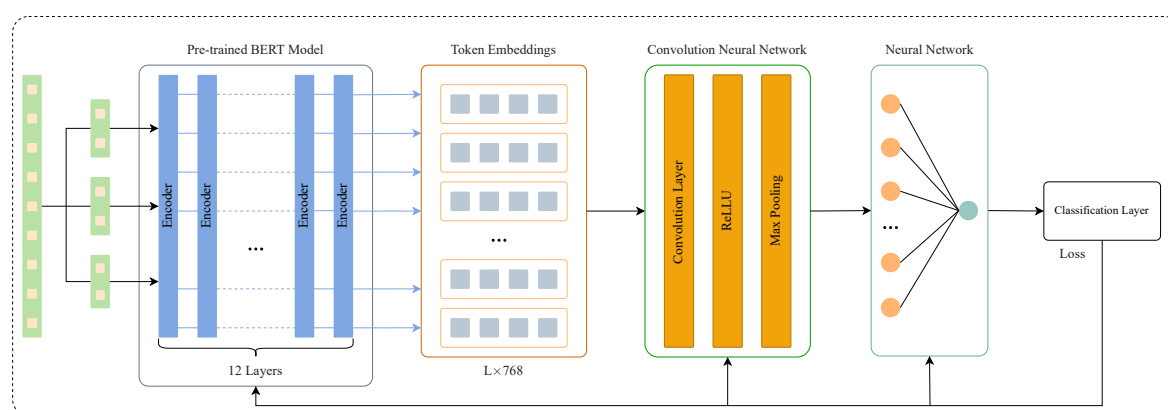 Pre-trained BERT Model
Token Embeddings
Convolution Neural Network
Neural Network
Encoder
Encoder
Encoder
Encoder
...
12 Layers
...
L×768
Convolution Layer
ReLLU
Max Pooling
...
Classification Layer
Loss